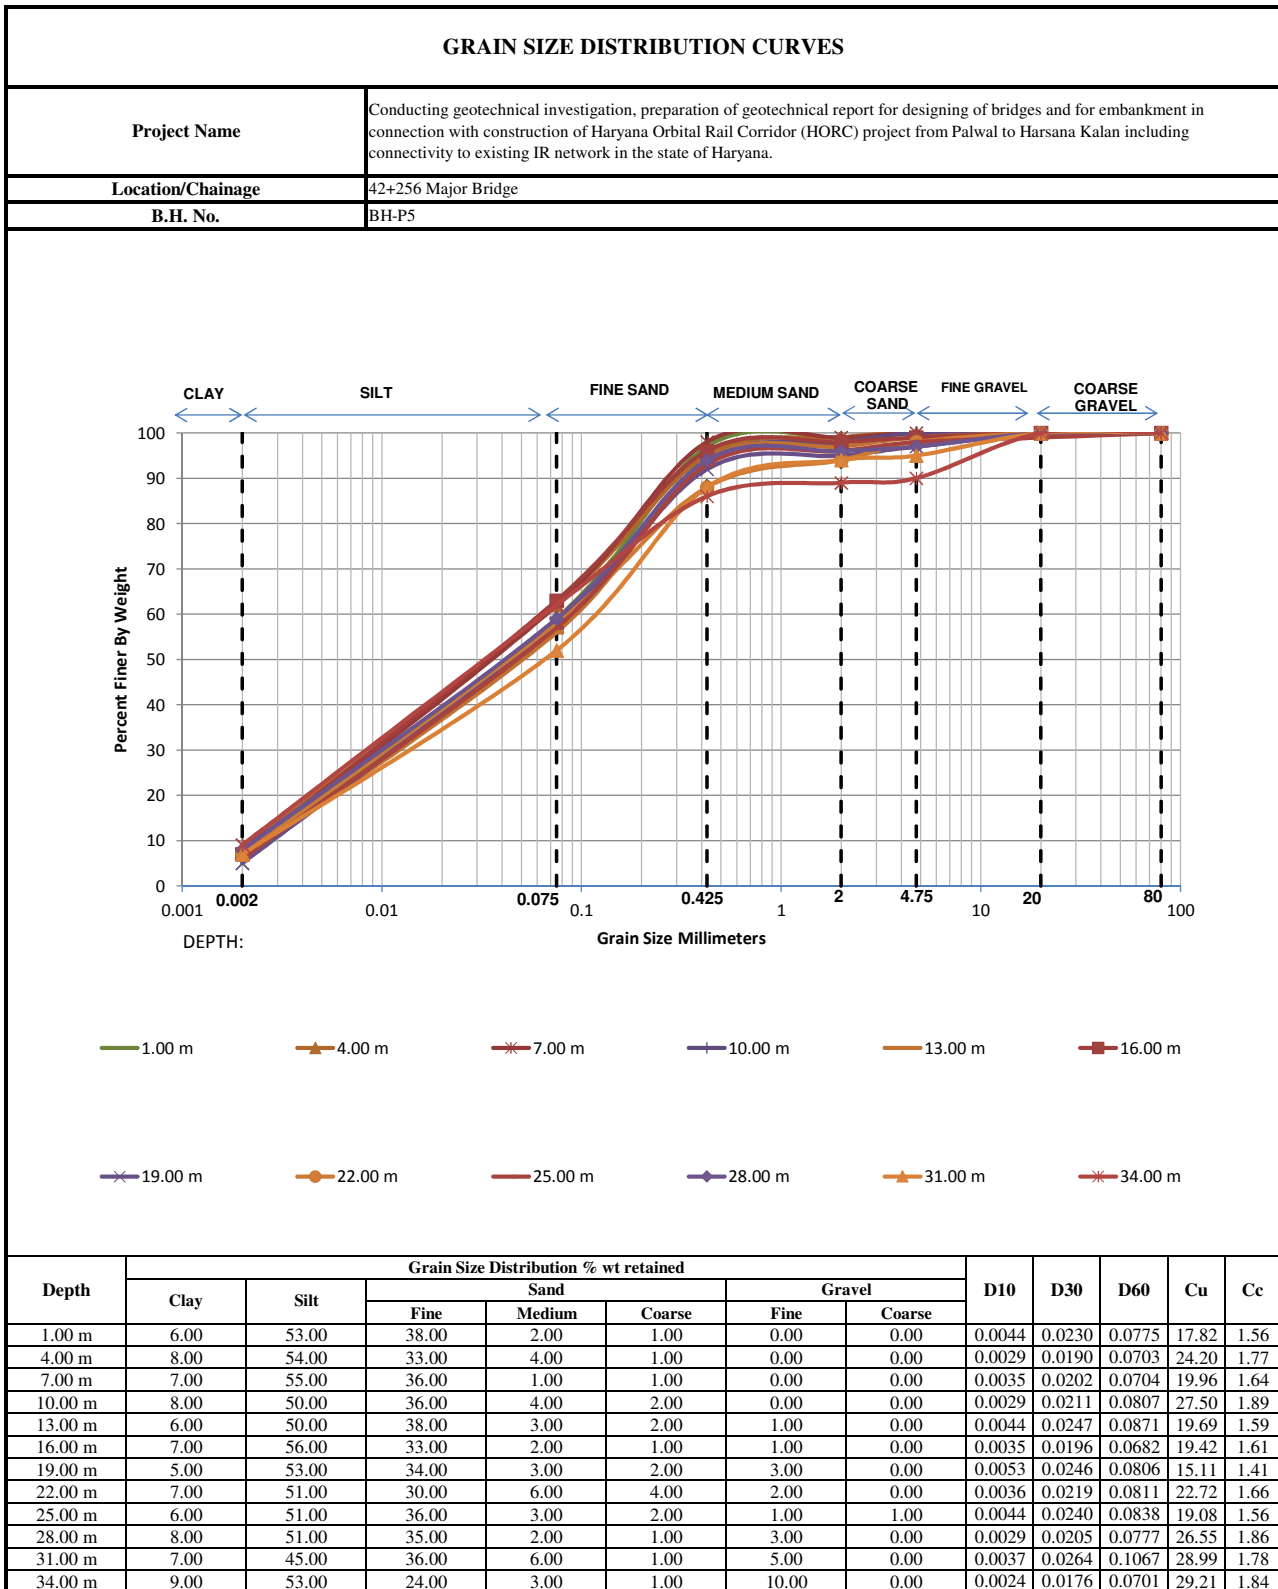 GRAIN SIZE DISTRIBUTION CURVES
Project Name
Conducting geotechnical investigation, preparation of geotechnical report for designing of bridges and for embankment in
connection with construction of Haryana Orbital Rail Corridor (HORC) project from Palwal to Harsana Kalan including
connectivity to existing IR network in the state of Haryana.
Location/Chainage 42+256 Major Bridge
B.H. No. BH-P5
CLAY SILT FINE SAND MEDIUM SAND COARSE SAND FINE GRAVEL COARSE GRAVEL
100
90
80
70
60
50
40
30
20
10
0
Percent Finer By Weight
0.002 0.075 0.425 2 4.75 20 80
0.001 0.01 0.1 1 10 100
DEPTH: Grain Size Millimeters
1.00 m 4.00 m 7.00 m 10.00 m 13.00 m 16.00 m
19.00 m 22.00 m 25.00 m 28.00 m 31.00 m 34.00 m
Grain Size Distribution % wt retained
Depth Clay Silt Sand Gravel D10 D30 D60 Cu Cc
Fine Medium Coarse Fine Coarse
1.00 m 6.00 53.00 38.00 2.00 1.00 0.00 0.00 0.0044 0.0230 0.0775 17.82 1.56
4.00 m 8.00 54.00 33.00 4.00 1.00 0.00 0.00 0.0029 0.0190 0.0703 24.20 1.77
7.00 m 7.00 55.00 36.00 1.00 1.00 0.00 0.00 0.0035 0.0202 0.0704 19.96 1.64
10.00 m 8.00 50.00 36.00 4.00 2.00 0.00 0.00 0.0029 0.0211 0.0807 27.50 1.89
13.00 m 6.00 50.00 38.00 3.00 2.00 1.00 0.00 0.0044 0.0247 0.0871 19.69 1.59
16.00 m 7.00 56.00 33.00 2.00 1.00 1.00 0.00 0.0035 0.0196 0.0682 19.42 1.61
19.00 m 5.00 53.00 34.00 3.00 2.00 3.00 0.00 0.0053 0.0246 0.0806 15.11 1.41
22.00 m 7.00 51.00 30.00 6.00 4.00 2.00 0.00 0.0036 0.0219 0.0811 22.72 1.66
25.00 m 6.00 51.00 36.00 3.00 2.00 1.00 1.00 0.0044 0.0240 0.0838 19.08 1.56
28.00 m 8.00 51.00 35.00 2.00 1.00 3.00 0.00 0.0029 0.0205 0.0777 26.55 1.86
31.00 m 7.00 45.00 36.00 6.00 1.00 5.00 0.00 0.0037 0.0264 0.1067 28.99 1.78
34.00 m 9.00 53.00 24.00 3.00 1.00 10.00 0.00 0.0024 0.0176 0.0701 29.21 1.84